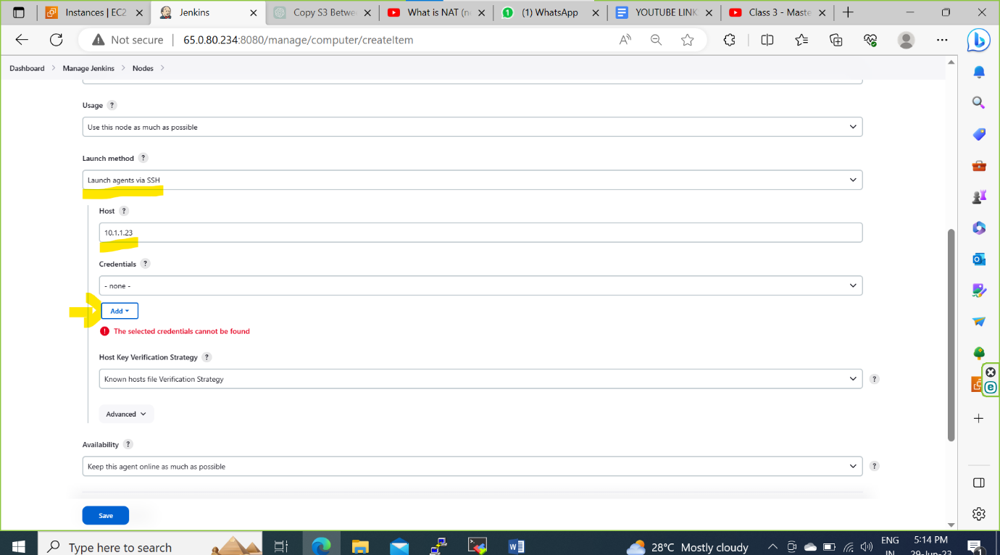 Instances | EC2
Jenkins
Copy S3 Betwe
What is NAT (n
(1) WhatsApp
YOUTUBE LINK
Class 3 - Maste
Not secure
65.0.80.234:8080/manage/computer/createItem
Dashboard
Manage Jenkins
Nodes
Usage ?
Use this node as much as possible
Launch method ?
Launch agents via SSH
Host ?
10.1.1.23
Credentials ?
- none -
Add
The selected credentials cannot be found
Host Key Verification Strategy ?
Known hosts file Verification Strategy
?
Advanced
Availability ?
Keep this agent online as much as possible
?
Save
Type here to search
28°C Mostly cloudy
ENG
IN
5:14 PM
29-Jun-23
1